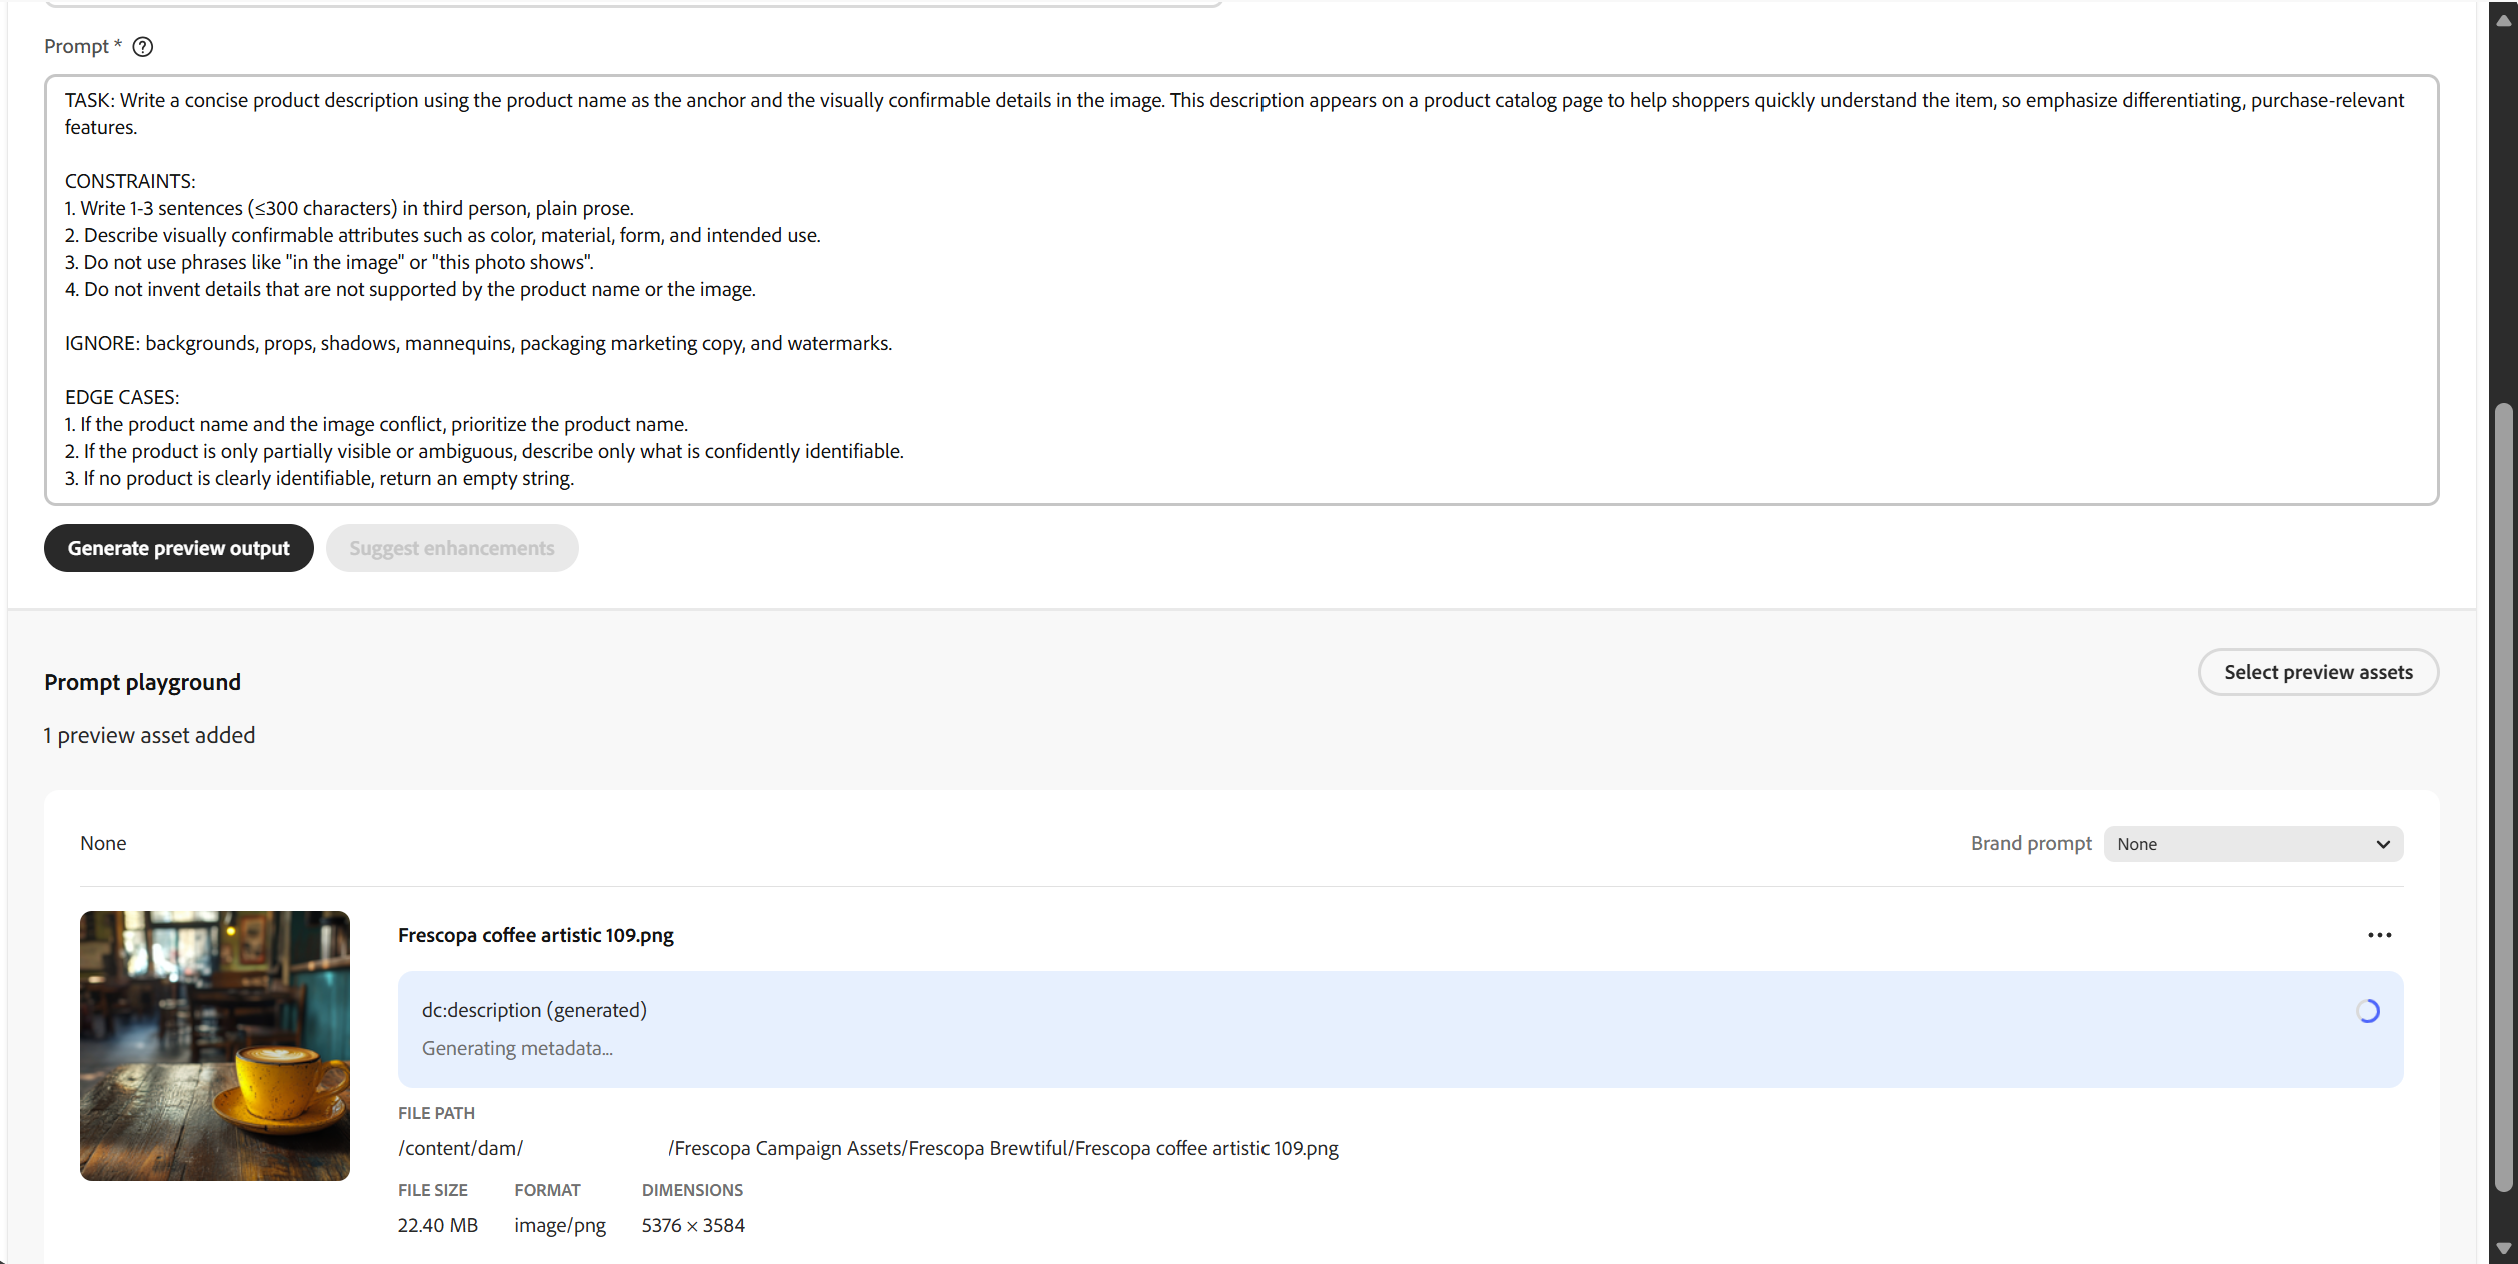 Prompt *
TASK: Write a concise product description using the product name as the anchor and the visually confirmable details in the image. This description appears on a product catalog page to help shoppers quickly understand the item, so emphasize differentiating, purchase-relevant
features.
CONSTRAINTS:
1. Write 1-3 sentences (≤300 characters) in third person, plain prose.
2. Describe visually confirmable attributes such as color, material, form, and intended use.
3. Do not use phrases like "in the image" or "this photo shows".
4. Do not invent details that are not supported by the product name or the image.
IGNORE: backgrounds, props, shadows, mannequins, packaging marketing copy, and watermarks.
EDGE CASES:
1. If the product name and the image conflict, prioritize the product name.
2. If the product is only partially visible or ambiguous, describe only what is confidently identifiable.
3. If no product is clearly identifiable, return an empty string.
Generate preview output Suggest enhancements
Prompt playground
Select preview assets
1 preview asset added
None
Brand prompt None
Frescopa coffee artistic 109.png
dc:description (generated)
Generating metadata...
FILE PATH
/content/dam/ /Frescopa Campaign Assets/Frescopa Brewtiful/Frescopa coffee artistic 109.png
FILE SIZE FORMAT DIMENSIONS
22.40 MB image/png 5376 × 3584